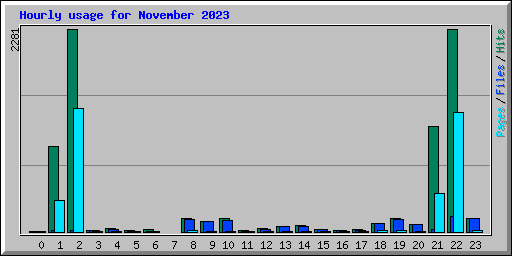 Hourly usage for November 2023
2281
Pages/Files/Hits
0 1 2 3 4 5 6 7 8 9 10 11 12 13 14 15 16 17 18 19 20 21 22 23